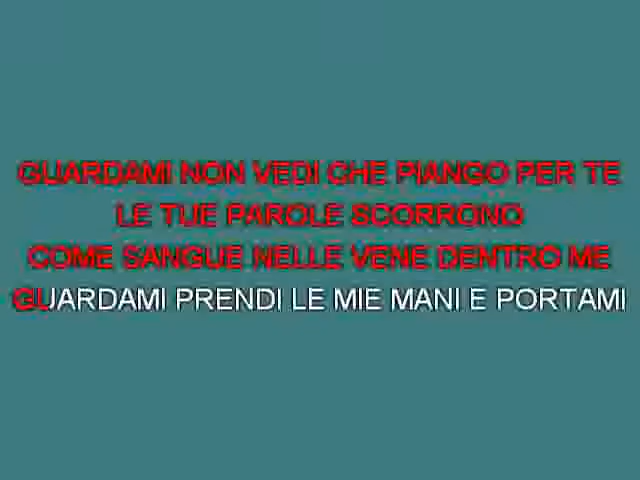 GUARDAMI NON VEDI CHE PIANGO PER TE
LE TUE PAROLE SCORRONO
COME SANGUE NELLE VENE DENTRO ME
GUARDAMI PRENDI LE MIE MANI E PORTAMI